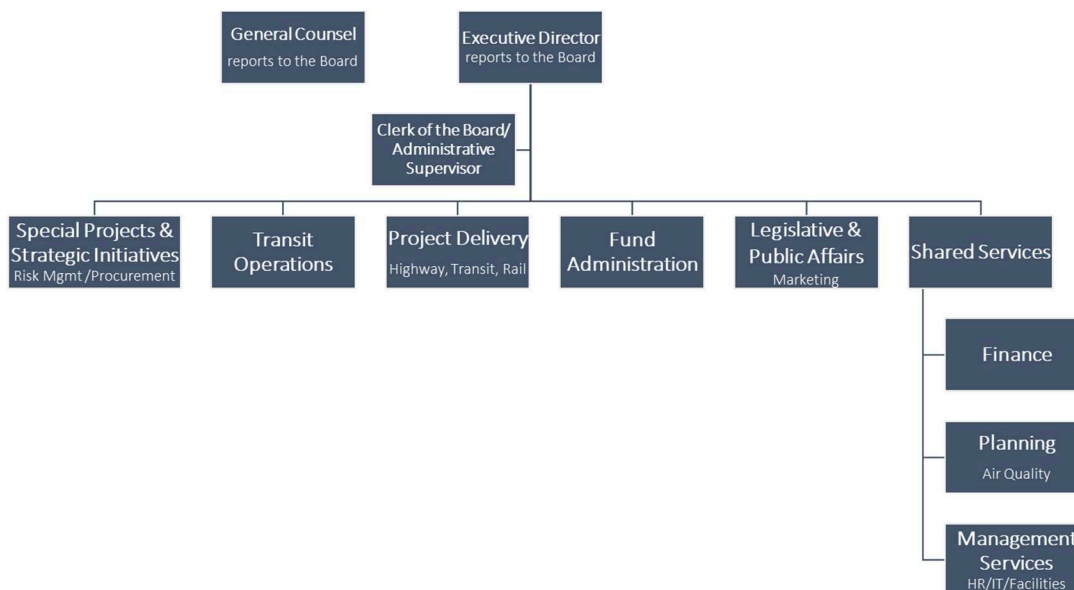 General Counsel
reports to the Board
Executive Director
reports to the Board
Clerk of the Board/
Administrative
Supervisor
Special Projects &
Strategic Initiatives
Risk Mgmt /Procurement
Transit
Operations
Project Delivery
Highway, Transit, Rail
Fund
Administration
Legislative &
Public Affairs
Marketing
Shared Services
Finance
Planning
Air Quality
Management
Services
HR/IT/Facilities